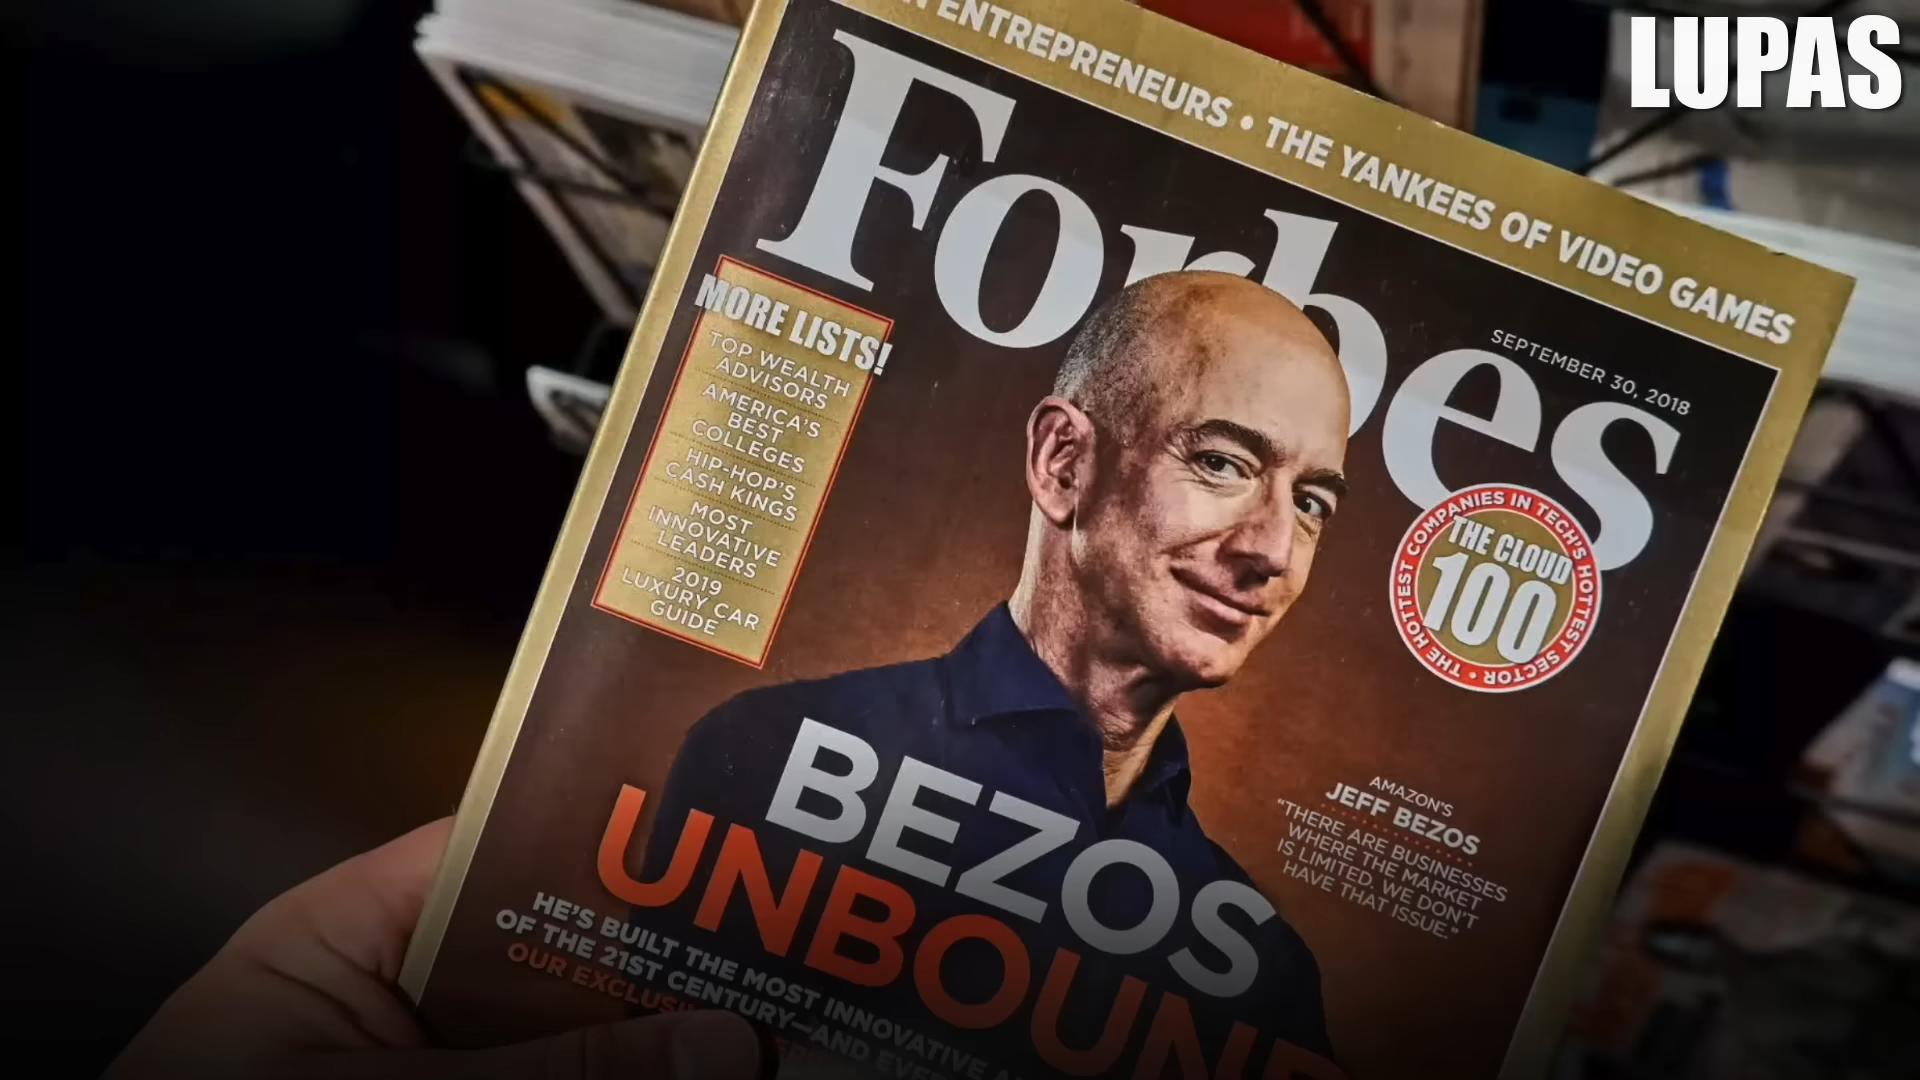 LUPAS
ENTREPRENEURS • THE YANKEES OF VIDEO GAMES
Forbes
SEPTEMBER 30, 2018
MORE LISTS!
TOP WEALTH
ADVISORS
AMERICA'S
BEST
COLLEGES
HIP-HOP'S
CASH KINGS
MOST
INNOVATIVE
LEADERS
2019
LUXURY CAR
GUIDE
THE HOTTEST COMPANIES IN TECH'S HOTTEST SECTOR •
THE CLOUD
100
AMAZON'S
JEFF BEZOS
"THERE ARE BUSINESSES
WHERE THE MARKET
IS LIMITED. WE DON'T
HAVE THAT ISSUE."
BEZOS
UNBOUND
HE'S BUILT THE MOST INNOVATIVE
OF THE 21ST CENTURY—AND
OUR